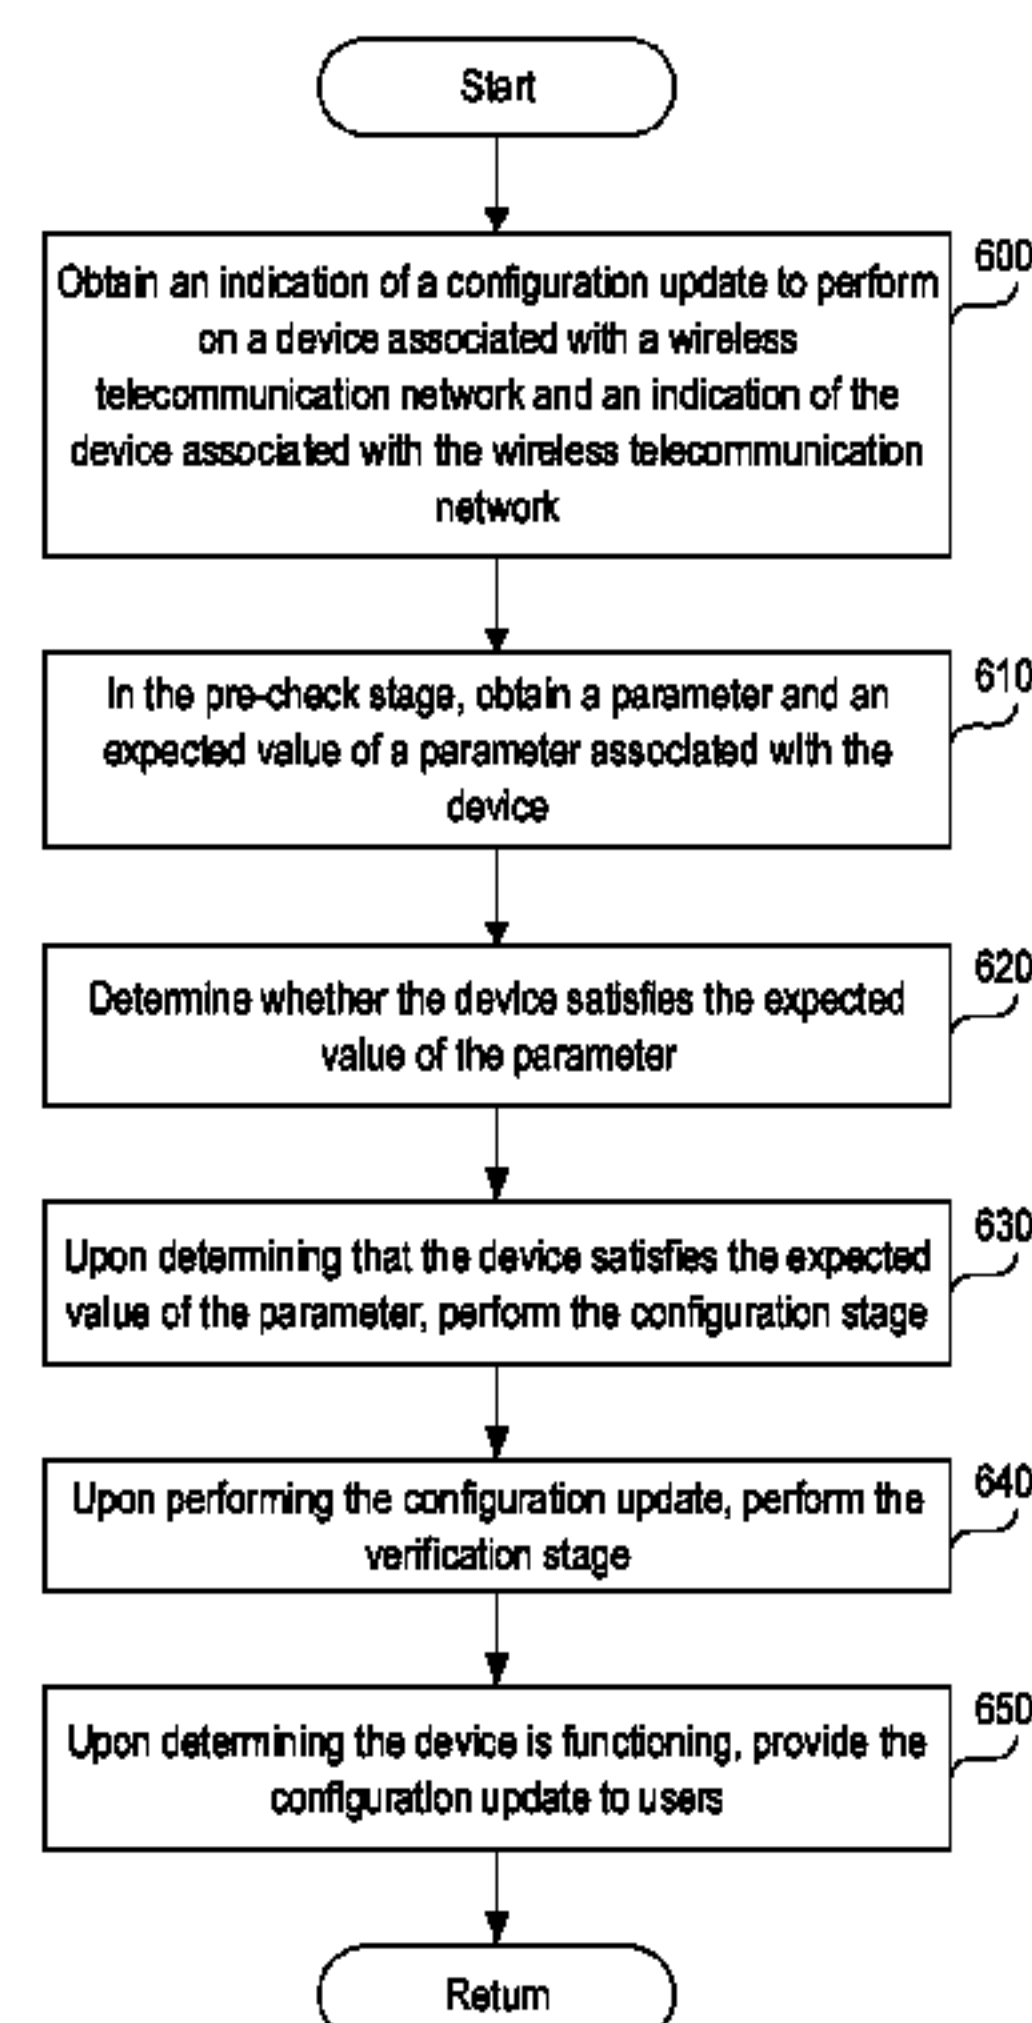 Start
600
Obtain an indication of a configuration update to perform
on a device associated with a wireless
telecommunication network and an indication of the
device associated with the wireless telecommunication
network
610
In the pre-check stage, obtain a parameter and an
expected value of a parameter associated with the
device
620
Determine whether the device satisfies the expected
value of the parameter
630
Upon determining that the device satisfies the expected
value of the parameter, perform the configuration stage
640
Upon performing the configuration update, perform the
verification stage
650
Upon determining the device is functioning, provide the
configuration update to users
Return